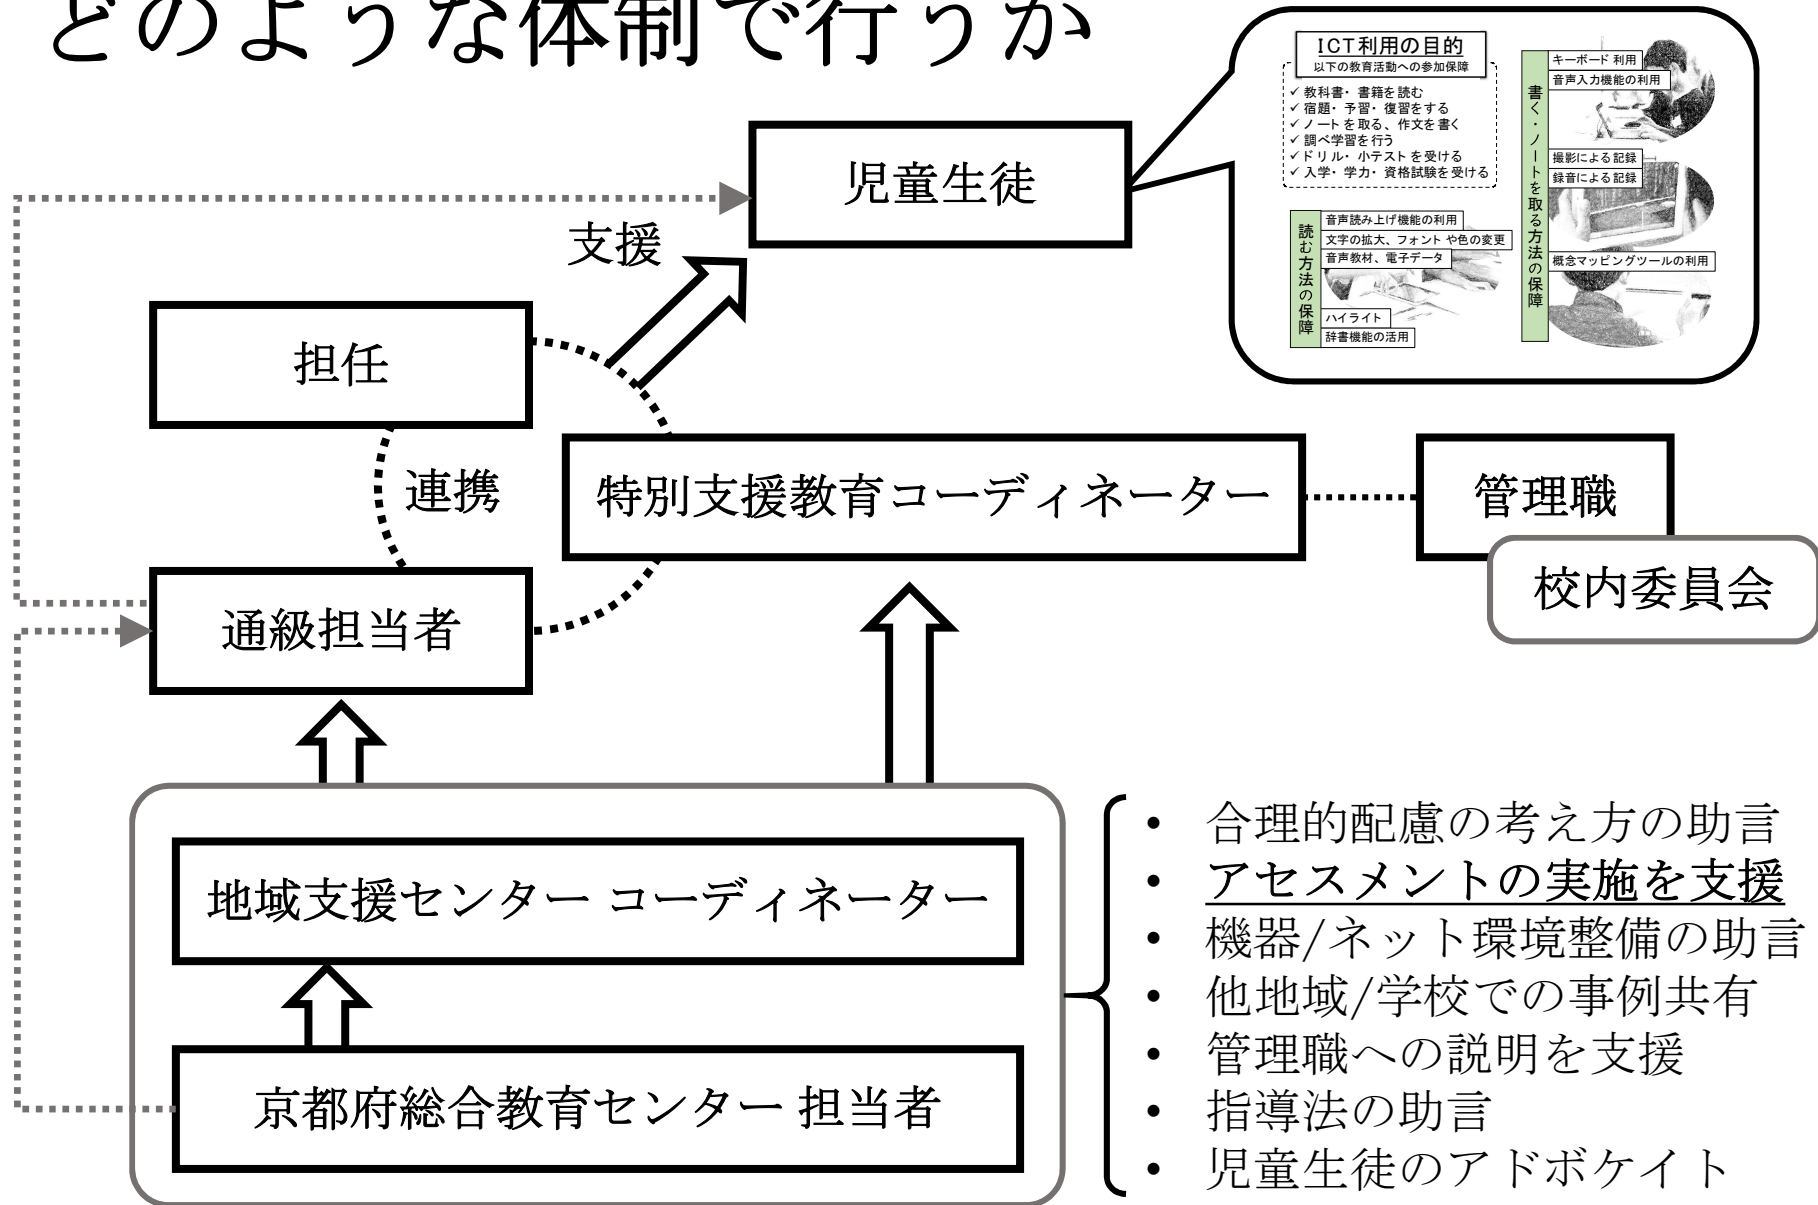 どのような体制で行うか
ICT利用の目的
以下の教育活動への参加保障
✓ 教科書・書籍を読む
✓ 宿題・予習・復習をする
✓ ノートを取る、作文を書く
✓ 調べ学習を行う
✓ ドリル・小テストを受ける
✓ 入学・学力・資格試験を受ける
読む方法の保障
音声読み上げ機能の利用
文字の拡大、フォントや色の変更
音声教材、電子データ
ハイライト
辞書機能の活用
書く・ノートを取る方法の保障
キーボード利用
音声入力機能の利用
撮影による記録
録音による記録
概念マッピングツールの利用
児童生徒
支援
担任
連携
特別支援教育コーディネーター
管理職
校内委員会
通級担当者
地域支援センター コーディネーター
京都府総合教育センター 担当者
• 合理的配慮の考え方の助言
• アセスメントの実施を支援
• 機器/ネット環境整備の助言
• 他地域/学校での事例共有
• 管理職への説明を支援
• 指導法の助言
• 児童生徒のアドボケイト